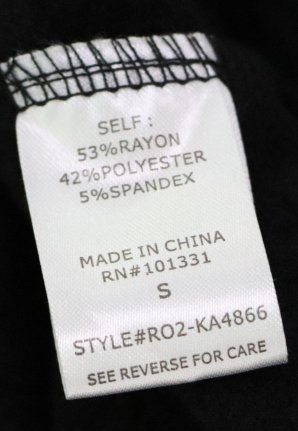 SELF :
53%RAYON
42%POLYESTER
5%SPANDEX
MADE IN CHINA
RN#101331
S
STYLE#RO2-KA4866
SEE REVERSE FOR CARE